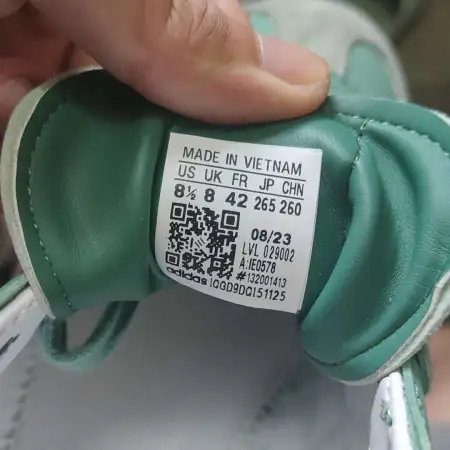 MADE IN VIETNAM
US UK FR JP CHN
8½ 8 42 265 260
08/23
LVL 029002
A:IE0578
#132001413
adidas IQGD9DQI51125